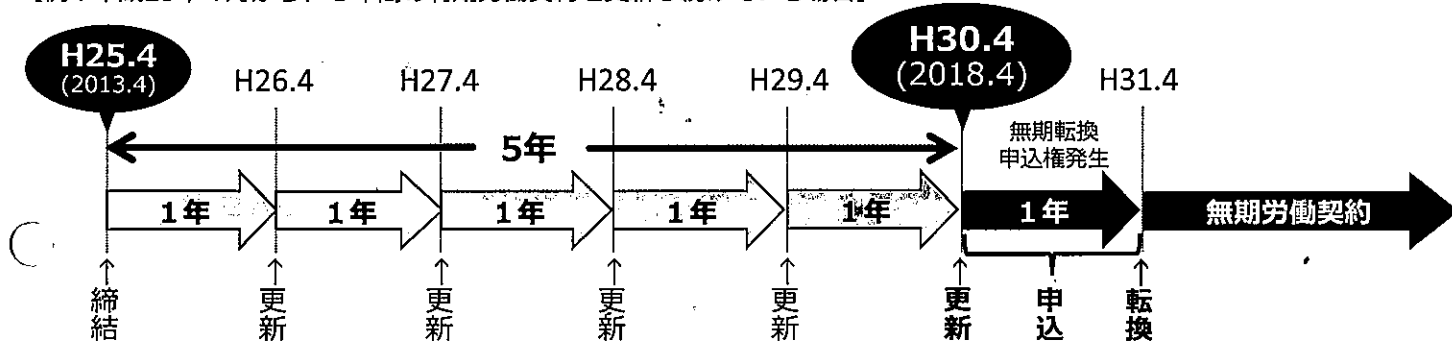 H25.4
(2013.4)
H26.4
H27.4
H28.4
H29.4
H30.4
(2018.4)
H31.4
5年
無期転換
申込権発生
1年
1年
1年
1年
1年
1年
無期労働契約
締結
更新
更新
更新
更新
更新
申込
転換